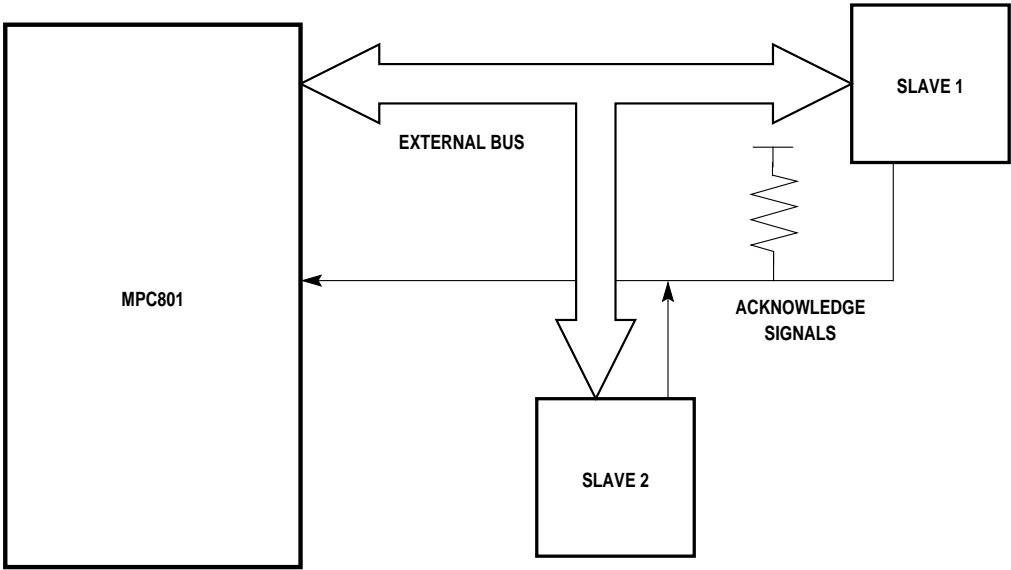 SLAVE 1
EXTERNAL BUS
MPC801
ACKNOWLEDGE
SIGNALS
SLAVE 2